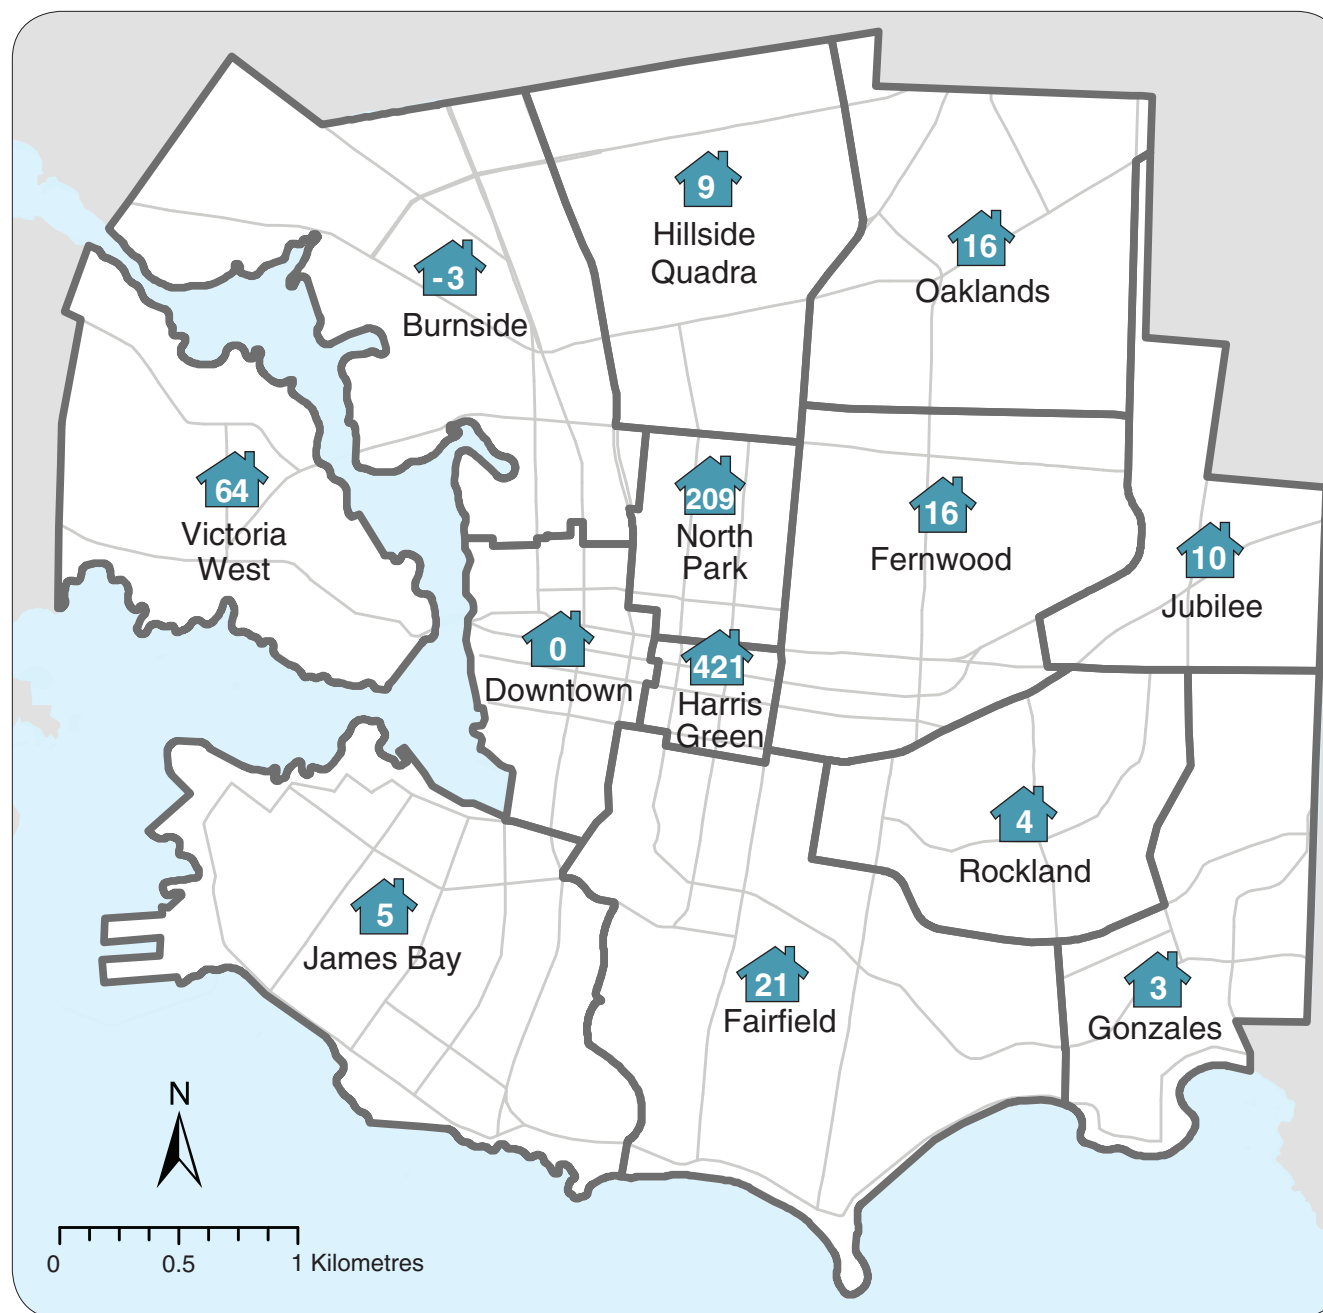 9
Hillside
Quadra
16
Oaklands
-3
Burnside
64
Victoria
West
209
North
Park
16
Fernwood
10
Jubilee
0
Downtown
421
Harris
Green
4
Rockland
5
James Bay
21
Fairfield
3
Gonzales
N
0 0.5 1 Kilometres